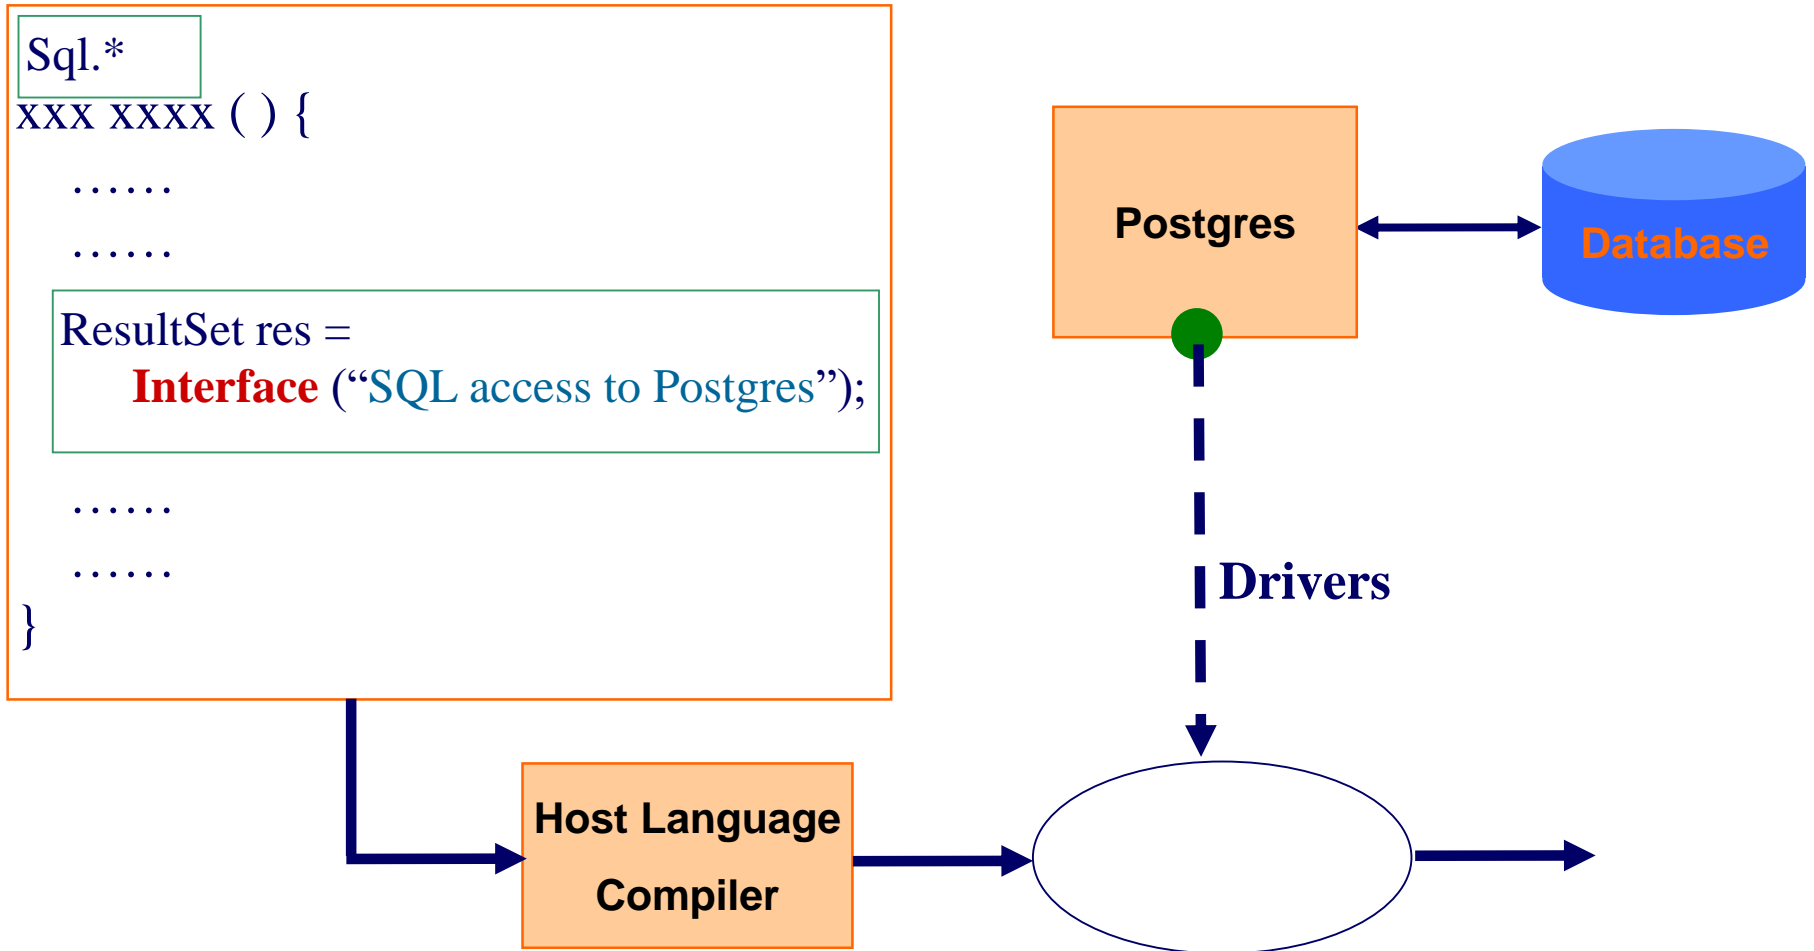 Sql.*
xxx xxxx ( ) {
……
……
ResultSet res =
Interface (“SQL access to Postgres”);
……
……
}
Postgres
Database
Drivers
Host Language
Compiler